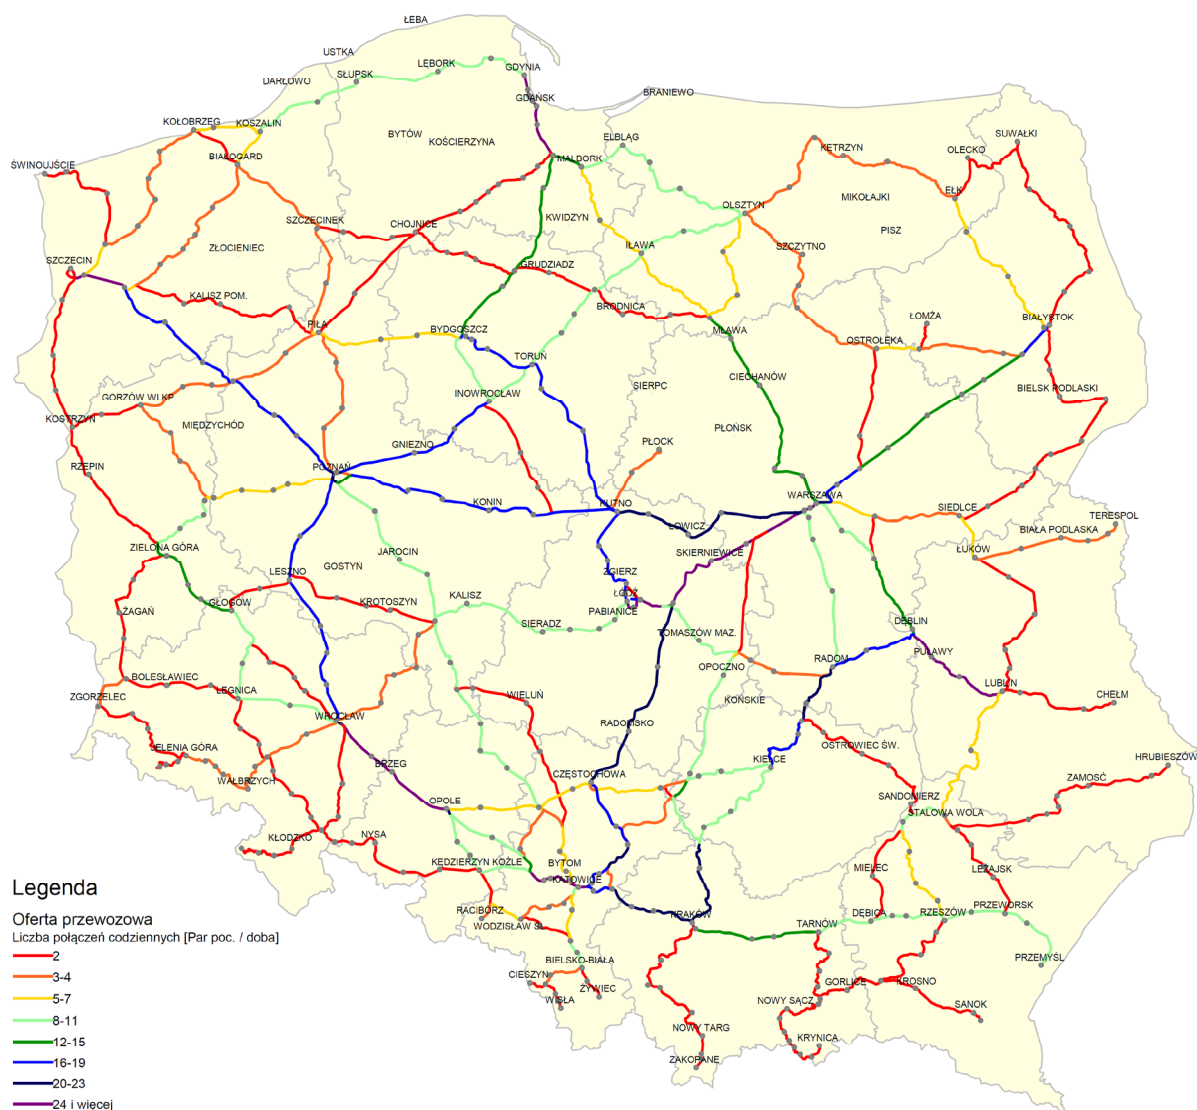 ŁEBA
USTKA
LĘBORK
GDYNIA
SŁUPSK
DARŁOWO
GDAŃSK
BRANIEWO
KOŁOBRZEG
KOSZALIN
BYTÓW
KOŚCIERZYNA
ELBLĄG
KĘTRZYN
OLECKO
SUWAŁKI
ŚWINOUJŚCIE
BIAŁOGARD
MALBORK
EŁK
MIKOŁAJKI
KWIDZYN
OLSZTYN
SZCZECINEK
CHOJNICE
PISZ
ZŁOCIENIEC
IŁAWA
SZCZYTNO
SZCZECIN
GRUDZIĄDZ
KALISZ POM.
BRODNICA
PIŁA
BYDGOSZCZ
MŁAWA
ŁOMŻA
BIAŁYSTOK
OSTROŁĘKA
TORUŃ
CIECHANÓW
SIERPC
BIELSK PODLASKI
GORZÓW WLKP.
INOWROCŁAW
KOSTRZYN
MIĘDZYCHÓD
PŁOŃSK
GNIEZNO
PŁOCK
RZEPIN
POZNAŃ
WARSZAWA
KONIN
KUTNO
SIEDLCE
TERESPOL
ŁOWICZ
BIAŁA PODLASKA
ZIELONA GÓRA
JAROCIN
SKIERNIEWICE
ŁUKÓW
GOSTYŃ
LESZNO
ZGIERZ
ŁÓDŹ
KALISZ
GŁOGÓW
KROTOSZYN
ŻAGAŃ
PABIANICE
SIERADZ
DĘBLIN
TOMASZÓW MAZ.
PUŁAWY
OPOCZNO
RADOM
BOLESŁAWIEC
LUBLIN
LEGNICA
WIELUŃ
ZGORZELEC
CHEŁM
KOŃSKIE
WROCŁAW
RADOMSKO
JELENIA GÓRA
OSTROWIEC ŚW.
BRZEG
KIELCE
HRUBIESZÓW
WAŁBRZYCH
CZĘSTOCHOWA
ZAMOŚĆ
OPOLE
SANDOMIERZ
STALOWA WOLA
KŁODZKO
NYSA
KĘDZIERZYN KOŹLE
BYTOM
MIELEC
LEŻAJSK
KATOWICE
Legenda
RACIBÓRZ
DĘBICA
RZESZÓW
PRZEWORSK
KRAKÓW
Oferta przewozowa
WODZISŁAW ŚL.
TARNÓW
Liczba połączeń codziennych [Par poc. / doba]
2
BIELSKO-BIAŁA
PRZEMYŚL
3-4
CIESZYN
GORLICE
KROSNO
ŻYWIEC
5-7
WISŁA
NOWY SĄCZ
SANOK
8-11
NOWY TARG
12-15
KRYNICA
16-19
ZAKOPANE
20-23
24 i więcej